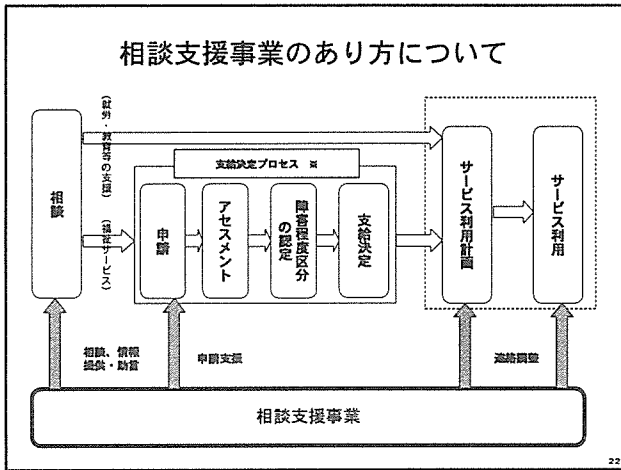 相談支援事業のあり方について
(就労・教育等の支援)
支給決定プロセス ※
相談
(福祉サービス)
申請
アセスメント
障害程度区分
の認定
支給決定
サービス利用計画
サービス利用
相談、情報
提供・助言
申請支援
連絡調整
相談支援事業
22